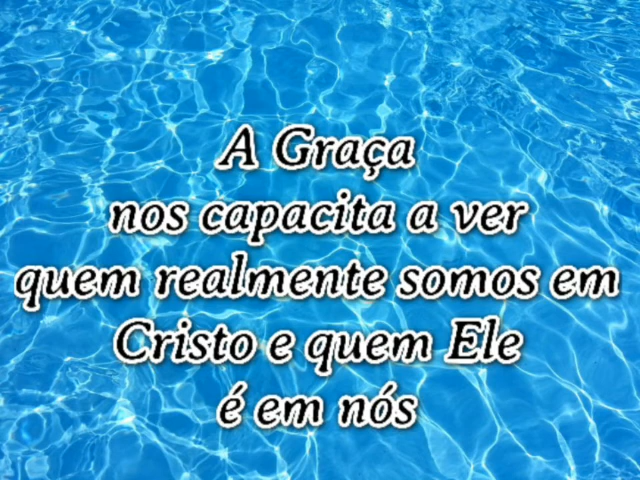 A Graça
nos capacita a ver
quem realmente somos em
Cristo e quem Ele
é em nós